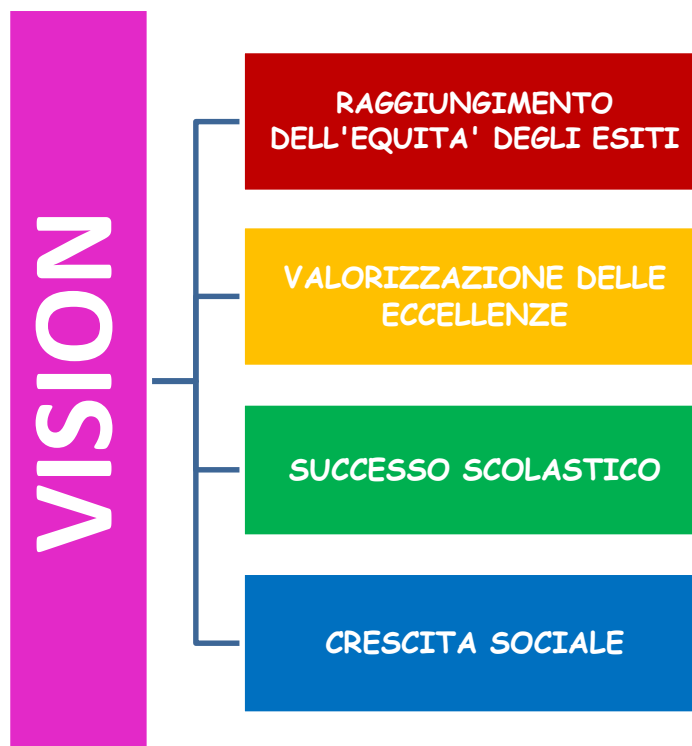 VISION
RAGGIUNGIMENTO
DELL'EQUITA' DEGLI ESITI
VALORIZZAZIONE DELLE
ECCELLENZE
SUCCESSO SCOLASTICO
CRESCITA SOCIALE